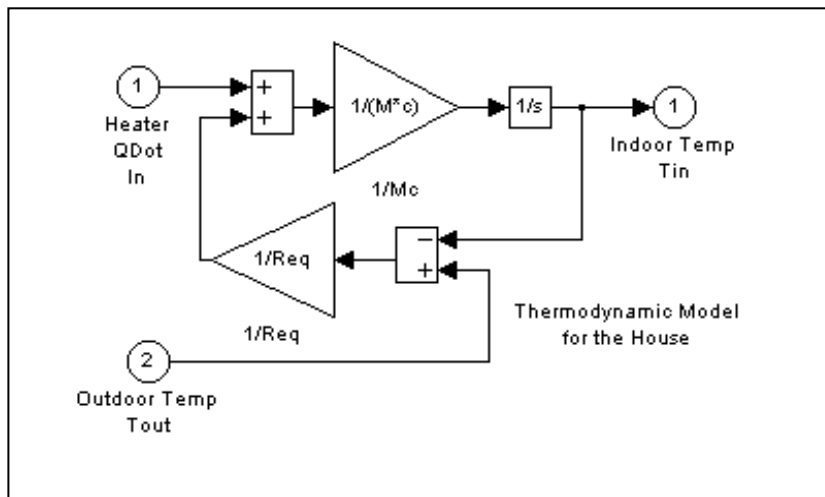 1
+
+
Heater
QDot
In
1/(M*c)
1/Mc
1/s
1
Indoor Temp
Tin
−
+
1/Req
1/Req
Thermodynamic Model
for the House
2
Outdoor Temp
Tout